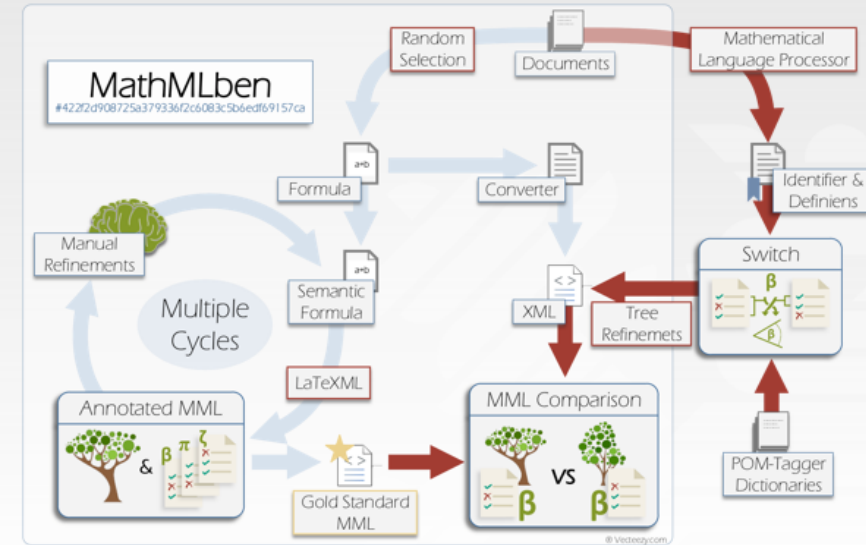 Random
Selection
Documents
Mathematical
Language Processor
MathMLben
#422f2d908725a379336f2c6083c5b6edf69157ca
a+b
Formula
Converter
Identifier &
Definiens
Manual
Refinements
a+b
Semantic
Formula
<>
XML
Tree
Refinemets
Switch
β
β
Multiple
Cycles
LaTeXML
Annotated MML
& β π ζ
MML Comparison
VS
β
β
Gold Standard
MML
POM-Tagger
Dictionaries
® Vecteezy.com